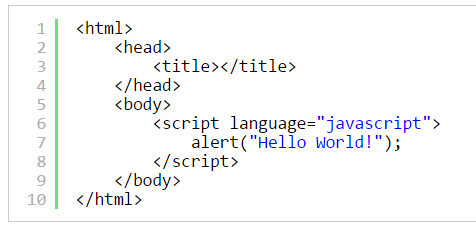 1 <html>
2     <head>
3         <title></title>
4     </head>
5     <body>
6         <script language="javascript">
7             alert("Hello World!");
8         </script>
9     </body>
10 </html>